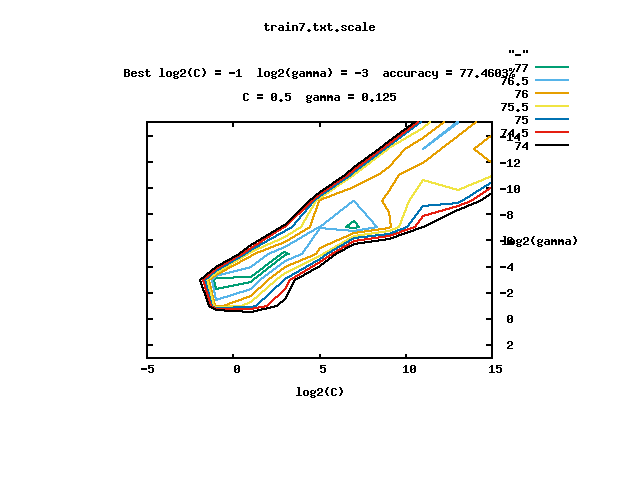 train7.txt.scale
"-"
Best log2(C) = -1 log2(gamma) = -3 accuracy = 77.4603%
77
76.5
C = 0.5 gamma = 0.125
76
75.5
75
74.5
74
-14
-12
-10
-8
-6
log2(gamma)
-4
-2
0
2
-5 0 5 10 15
log2(C)